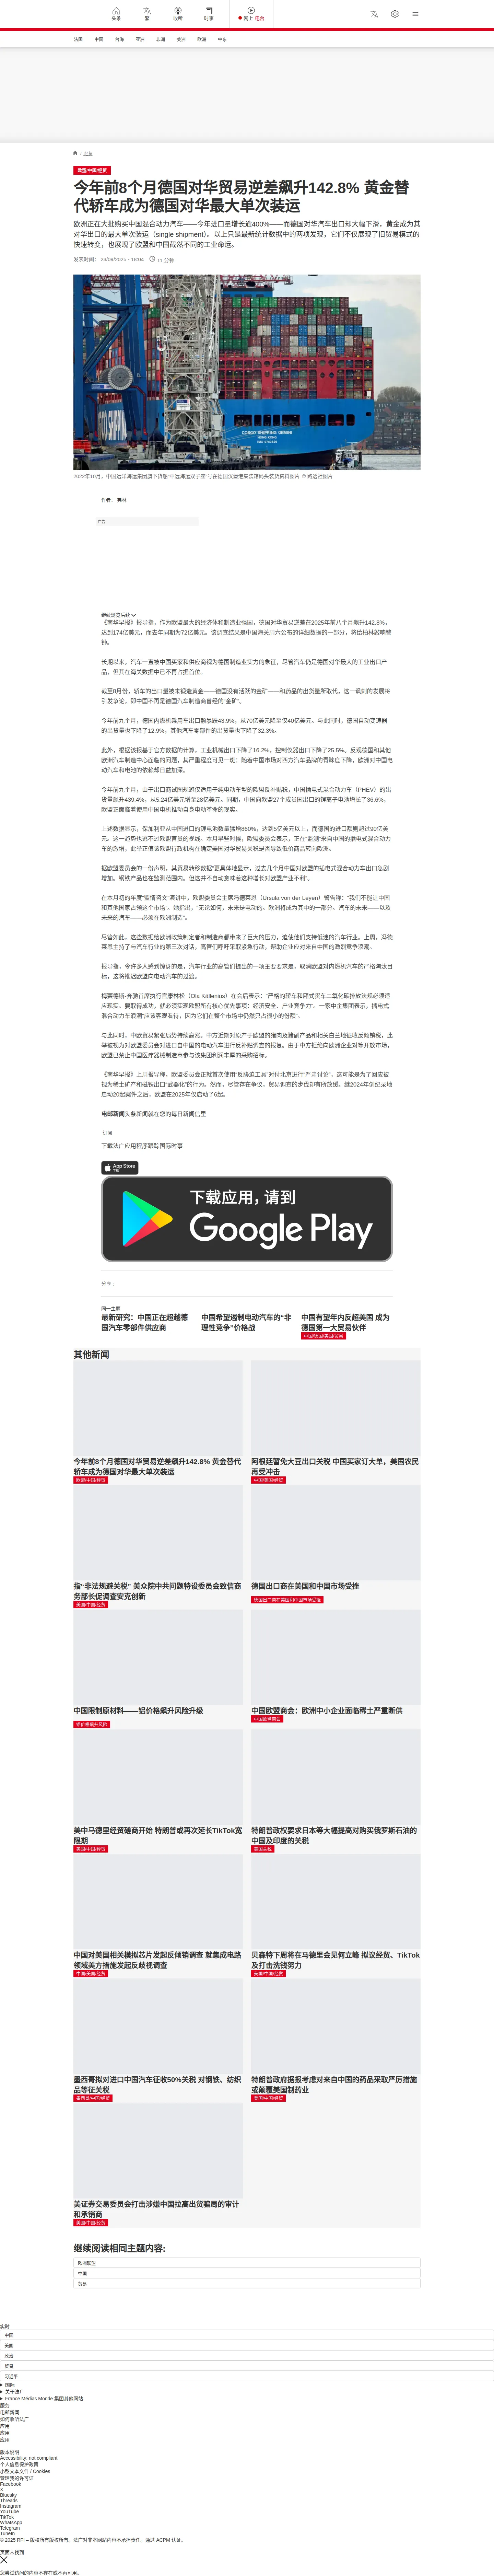 头条
繁
收听
时事
网上 电台
法国
中国
台海
亚洲
非洲
美洲
欧洲
中东
/ 经贸
欧盟/中国/经贸
今年前8个月德国对华贸易逆差飙升142.8% 黄金替代轿车成为德国对华最大单次装运
欧洲正在大批购买中国混合动力汽车——今年进口量增长逾400%——而德国对华汽车出口却大幅下滑，黄金成为其对华出口的最大单次装运（single shipment）。以上只是最新统计数据中的两项发现，它们不仅展现了旧贸易模式的快速转变，也展现了欧盟和中国截然不同的工业命运。
发表时间： 23/09/2025 - 18:04
11 分钟
COSCO SHIPPING GEMINI
HONG KONG
2023年10月，中国远洋海运集团旗下货船“中远海运双子座”号在德国汉堡港集装箱码头装货资料图片 © 路透社图片
作者： 弗林
广告
继续浏览后续
《南华早报》报导指，作为欧盟最大的经济体和制造业强国，德国对华贸易逆差在2025年前八个月飙升142.8%，达到174亿美元，而去年同期为72亿美元。该调查结果是中国海关周六公布的详细数据的一部分，将给柏林敲响警钟。
长期以来，汽车一直被中国买家和供应商视为德国制造业实力的象征，尽管汽车仍是德国对华最大的工业出口产品，但其在海关数据中已不再占据首位。
截至8月份，轿车的出口量被未锻造黄金——德国没有活跃的金矿——和药品的出货量所取代，这一讽刺的发展将引发争论，那中国不再是德国汽车制造商曾经的“金矿”。
今年前九个月，德国内燃机乘用车出口额暴跌43.9%，从70亿美元降至仅40亿美元。与此同时，德国自动变速器的出货量也下降了12.9%，其他汽车零部件的出货量也下降了32.3%。
此外，根据该报基于官方数据的计算，工业机械出口下降了16.2%，控制仪器出口下降了25.5%。反观德国和其他欧洲汽车制造中心面临的问题，其严重程度可见一斑：随着中国市场对西方汽车品牌的青睐度下降，欧洲对中国电动汽车和电池的依赖却日益加深。
今年前九个月，由于出口商试图规避仅适用于纯电动车型的欧盟反补贴税，中国插电式混合动力车（PHEV）的出货量飙升439.4%，从5.24亿美元增至28亿美元。同期，中国向欧盟27个成员国出口的锂离子电池增长了36.6%。欧盟正面临着使用中国电机推动自身电动革命的现实。
上述数据显示，保加利亚从中国进口的锂电池数量猛增860%，达到5亿美元以上，而德国的进口额则超过90亿美元。这一趋势也逃不过欧盟官员的视线。本月早些时候，欧盟委员会表示，正在“监测”来自中国的插电式混合动力车的激增，此举正值该欧盟行政机构在确定美国对中国贸易关税是否导致低价商品转向欧洲。
据欧盟委员会的一份声明，其贸易转移数据“更具体地显示，过去几个月中国对欧盟的插电式混合动力车出口急剧增加。钢铁产品也在监测范围内。但这并不自动意味着这种增长对欧盟产业不利”。
在本月初的年度“盟情咨文”演讲中，欧盟委员会主席冯德莱恩（Ursula von der Leyen）警告称：“我们不能让中国和其他国家占领这个市场”。她指出，“无论如何，未来是电动的。欧洲将成为其中的一部分。汽车的未来——以及未来的汽车——必须在欧洲制造”。
尽管如此，这些数据给欧洲政策制定者和制造商都带来了巨大的压力，迫使他们支持低迷的汽车行业。上周，冯德莱恩主持了与汽车行业的第三次对话，高管们呼吁采取紧急行动，帮助企业应对来自中国的激烈竞争浪潮。
报导指，令许多人感到惊讶的是，汽车行业的高管们提出的一项主要要求是，取消欧盟对内燃机汽车的严格淘汰目标，这将推迟欧盟向电动汽车的过渡。
梅赛德斯-奔驰首席执行官康林松（Ola Källenius）在会后表示：“严格的轿车和厢式货车二氧化碳排放法规必须适应现实。要取得成功，就必须实现欧盟所有核心优先事项：经济安全、产业竞争力”。一家中企集团表示，插电式混合动力车浪潮“应该客观看待，因为它们在整个市场中仍然只占很小的份额”。
与此同时，中欧贸易紧张局势持续高涨。中方近期对原产于欧盟的猪肉及猪副产品和相关白兰地征收反倾销税，此举被视为对欧盟委员会对进口自中国的电动汽车进行反补贴调查的报复。由于中方拒绝向欧洲企业对等开放市场，欧盟已禁止中国医疗器械制造商参与该集团利润丰厚的采购招标。
《南华早报》上周报导称，欧盟委员会正就首次使用“反胁迫工具”对付北京进行“严肃讨论”，这可能是为了回应被视为稀土矿产和磁铁出口“武器化”的行为。然而，尽管存在争议，贸易调查的步伐却有所放缓。继2024年创纪录地启动20起案件之后，欧盟在2025年仅启动了6起。
电邮新闻头条新闻就在您的每日新闻信里
订阅
下载法广应用程序跟踪国际时事
App Store
下载
下载应用，请到
Google Play
分享 :
同一主题
最新研究：中国正在超越德国汽车零部件供应商
中国希望遏制电动汽车的“非理性竞争”价格战
中国有望年内反超美国 成为德国第一大贸易伙伴
中国/德国/美国 贸易
其他新闻
今年前8个月德国对华贸易逆差飙升142.8% 黄金替代轿车成为德国对华最大单次装运
欧盟/中国/经贸
阿根廷暂免大豆出口关税 中国买家订大单，美国农民再受冲击
中国/美国/经贸
指“非法规避关税” 美众院中共问题特设委员会致信商务部长促调查安克创新
美国/中国/经贸
德国出口商在美国和中国市场受挫
德国出口商在美国和中国市场受挫
中国限制原材料——铝价格飙升风险升级
铝价格飙升风险
中国欧盟商会：欧洲中小企业面临稀土严重断供
中国欧盟商会
美中马德里经贸磋商开始 特朗普或再次延长TikTok宽限期
美国/中国/经贸
特朗普政权要求日本等大幅提高对购买俄罗斯石油的中国及印度的关税
美国关税
中国对美国相关模拟芯片发起反倾销调查 就集成电路领域美方措施发起反歧视调查
中国/美国/经贸
贝森特下周将在马德里会见何立峰 拟议经贸、TikTok及打击洗钱努力
美国/中国/经贸
墨西哥拟对进口中国汽车征收50%关税 对钢铁、纺织品等征关税
墨西哥/中国/经贸
特朗普政府据报考虑对来自中国的药品采取严厉措施或颠覆美国制药业
美国/中国/经贸
美证券交易委员会打击涉嫌中国拉高出货骗局的审计和承销商
美国/中国/经贸
继续阅读相同主题内容:
欧洲联盟
中国
贸易
实时
中国
美国
政治
贸易
习近平
国际
关于法广
France Médias Monde 集团其他网站
服务
电邮新闻
如何收听法广
应用
应用
应用
版本说明
Accessibility: not compliant
个人信息保护政策
小型文本文件 / Cookies
管理我的许可证
Facebook
X
Bluesky
Threads
Instagram
YouTube
TikTok
WhatsApp
Telegram
TuneIn
© 2025 RFI – 版权所有版权所有。法广对非本网站内容不承担责任。通过 ACPM 认证。
页面未找到
您尝试访问的内容不存在或不再可用。